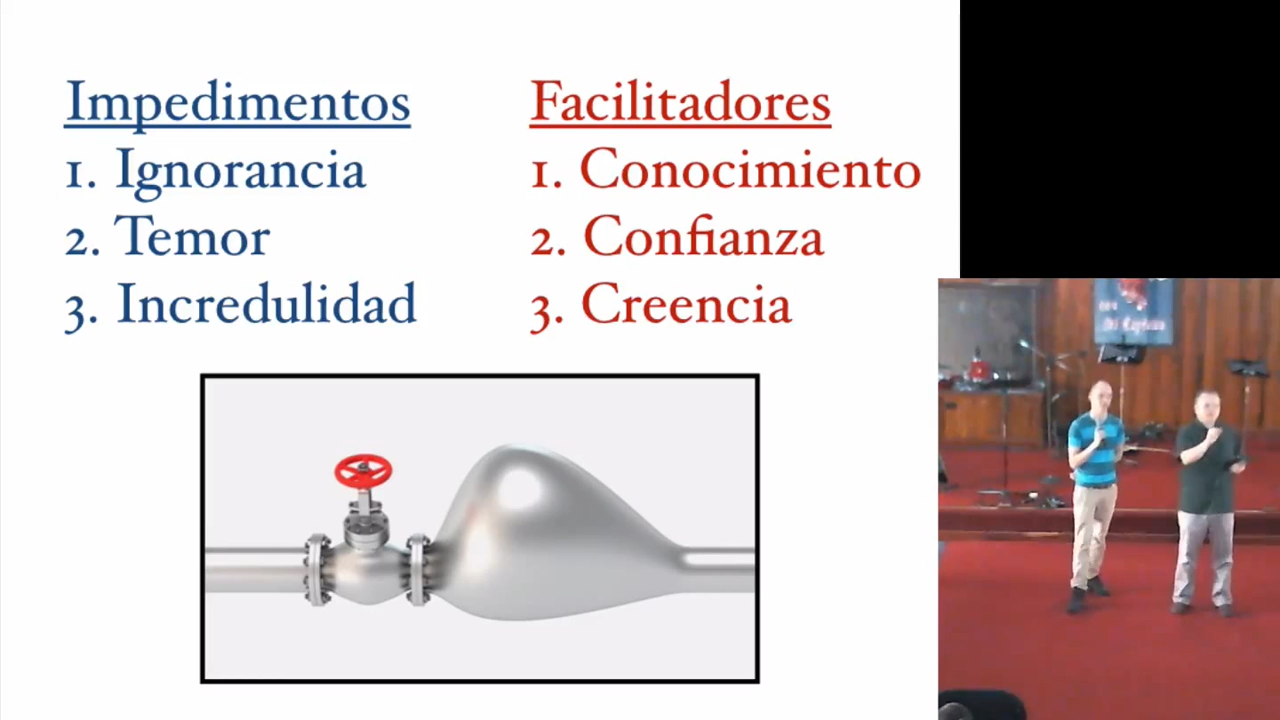 Impedimentos
1. Ignorancia
2. Temor
3. Incredulidad
Facilitadores
1. Conocimiento
2. Confianza
3. Creencia